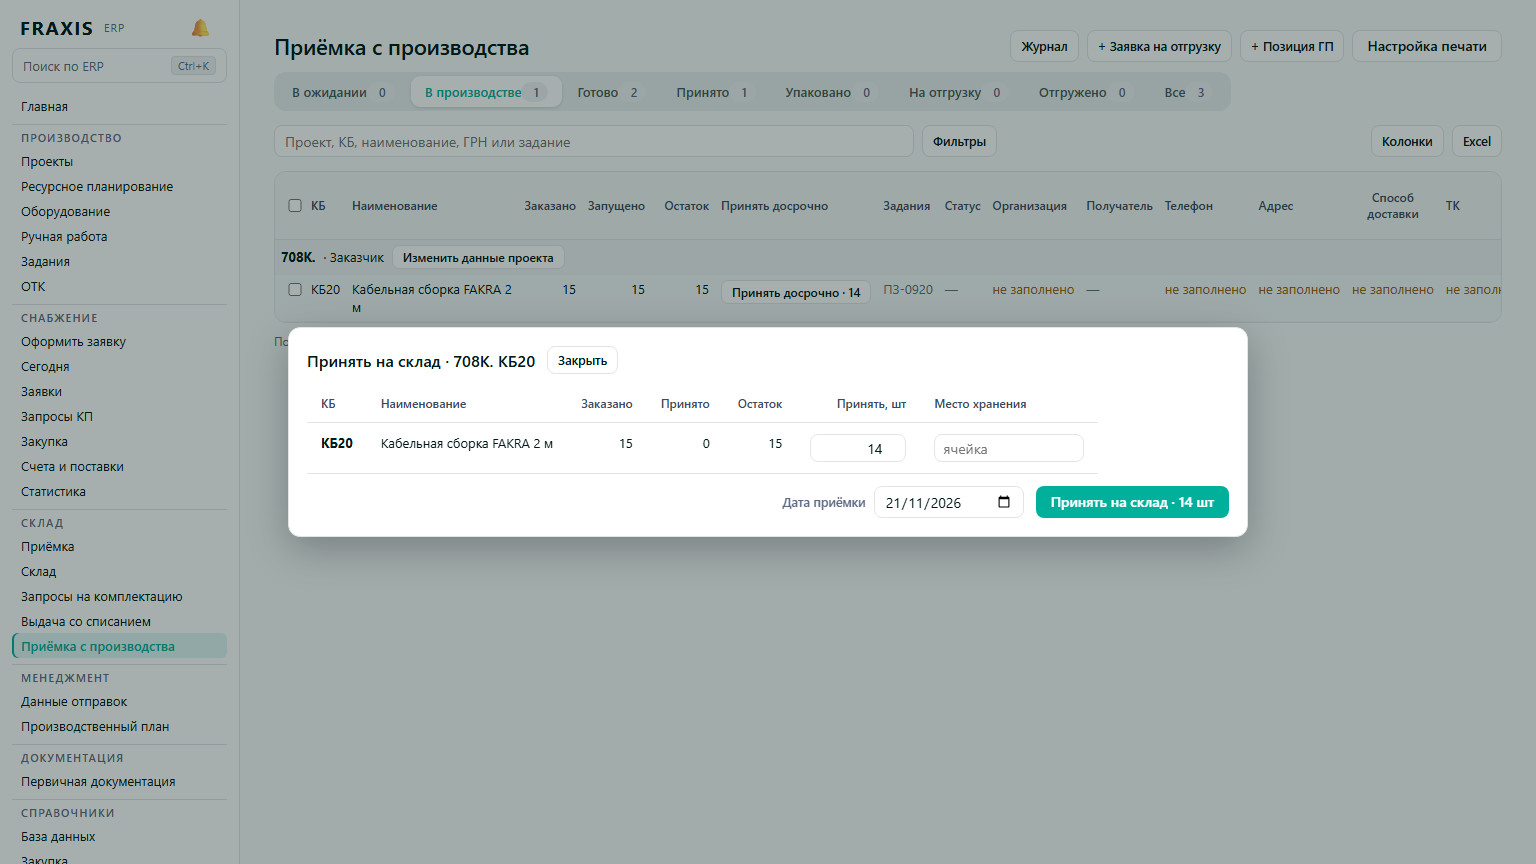 FRAXIS ERP
Поиск по ERP Ctrl+K
Главная
ПРОИЗВОДСТВО
Проекты
Ресурсное планирование
Оборудование
Ручная работа
Задания
ОТК
СНАБЖЕНИЕ
Оформить заявку
Сегодня
Заявки
Запросы КП
Закупка
Счета и поставки
Статистика
СКЛАД
Приёмка
Склад
Запросы на комплектацию
Выдача со списанием
Приёмка с производства
МЕНЕДЖМЕНТ
Данные отправок
Производственный план
ДОКУМЕНТАЦИЯ
Первичная документация
СПРАВОЧНИКИ
База данных
Закупка
Приёмка с производства
Журнал + Заявка на отгрузку + Позиция ГП Настройка печати
В ожидании 0 В производстве 1 Готово 2 Принято 1 Упаковано 0 На отгрузку 0 Отгружено 0 Все 3
Проект, КБ, наименование, ГРН или задание Фильтры Колонки Excel
КБ Наименование Заказано Запущено Остаток Принять досрочно Задания Статус Организация Получатель Телефон Адрес Способ доставки ТК
708К. · Заказчик Изменить данные проекта
КБ20 Кабельная сборка FAKRA 2 м 15 15 15 Принять досрочно · 14 ПЗ-0920 — не заполнено — не заполнено не заполнено не заполнено не заполн
По
Принять на склад · 708К. КБ20 Закрыть
КБ Наименование Заказано Принято Остаток Принять, шт Место хранения
КБ20 Кабельная сборка FAKRA 2 м 15 0 15 14 ячейка
Дата приёмки 21/11/2026 Принять на склад · 14 шт